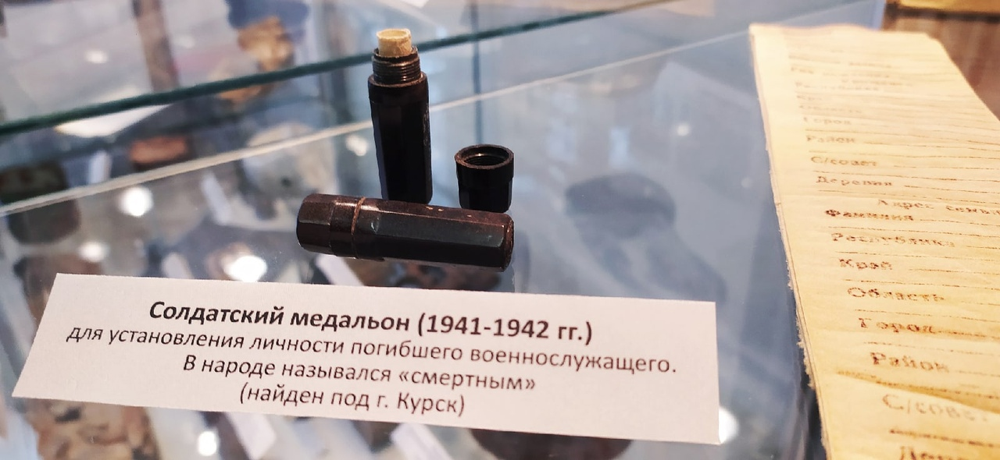 Солдатский медальон (1941-1942 гг.)
для установления личности погибшего военнослужащего.
В народе назывался «смертным»
(найден под г. Курск)
Город
Район
С/совет
Деревня
Адрес семьи
Фамилия
Республика
Край
Область
Город
Район
С/совет